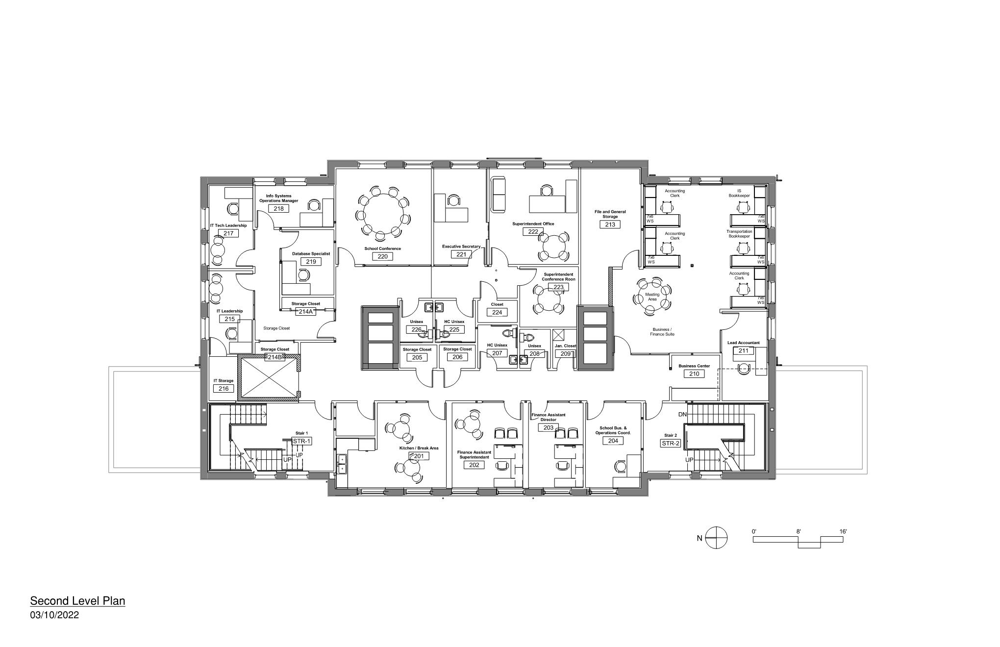 Info Systems
Operations Manager
218
IT Tech Leadership
217
Database Specialist
219
School Conference
220
Executive Secretary
221
Superintendent Office
222
Superintendent
Conference Roon
223
File and General
Storage
213
Accounting
Clerk
7x6
WS
IS
Bookkeeper
7x6
WS
Accounting
Clerk
7x6
WS
Transportation
Bookkeeper
7x6
WS
Accounting
Clerk
7x6
WS
Meeting
Area
Business /
Finance Suite
Storage Closet
214A
IT Leadership
215
Storage Closet
Storage Closet
214B
IT Storage
216
Unisex
226
HC Unisex
225
Closet
224
Storage Closet
205
Storage Closet
206
HC Unisex
207
Unisex
208
Jan. Closet
209
Lead Accountant
211
Business Center
210
Stair 1
STR-1
UP
UP
Kitchen / Break Area
201
Finance Assistant
Superintendant
202
Finance Assistant
Director
203
School Bus. &
Operations Coord.
204
Stair 2
STR-2
DN
UP
N
0'
8'
16'
Second Level Plan
03/10/2022